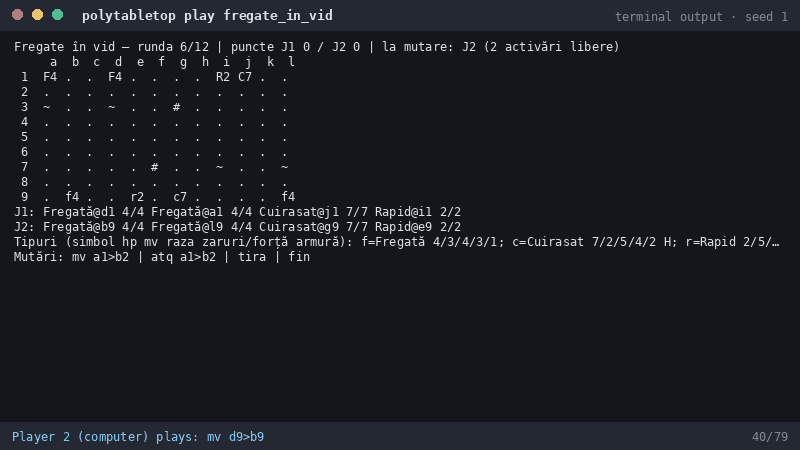 polytabletop play fregate_in_vid
terminal output · seed 1
Fregate în vid — runda 6/12 | puncte J1 0 / J2 0 | la mutare: J2 (2 activări libere)
a b c d e f g h i j k l
1 F4 . . F4 . . . . R2 C7 . .
2 . . . . . . . . . . . .
3 ~ . . ~ . . # . . . . .
4 . . . . . . . . . . . .
5 . . . . . . . . . . . .
6 . . . . . . . . . . . .
7 . . . . . # . . ~ . . ~
8 . . . . . . . . . . . .
9 . f4 . . r2 . c7 . . . . f4
J1: Fregată@d1 4/4 Fregată@a1 4/4 Cuirasat@j1 7/7 Rapid@i1 2/2
J2: Fregată@b9 4/4 Fregată@l9 4/4 Cuirasat@g9 7/7 Rapid@e9 2/2
Tipuri (simbol hp mv raza zaruri/forță armură): f=Fregată 4/3/4/3/1; c=Cuirasat 7/2/5/4/2 H; r=Rapid 2/5/…
Mutări: mv a1>b2 | atq a1>b2 | tira | fin
Player 2 (computer) plays: mv d9>b9
40/79